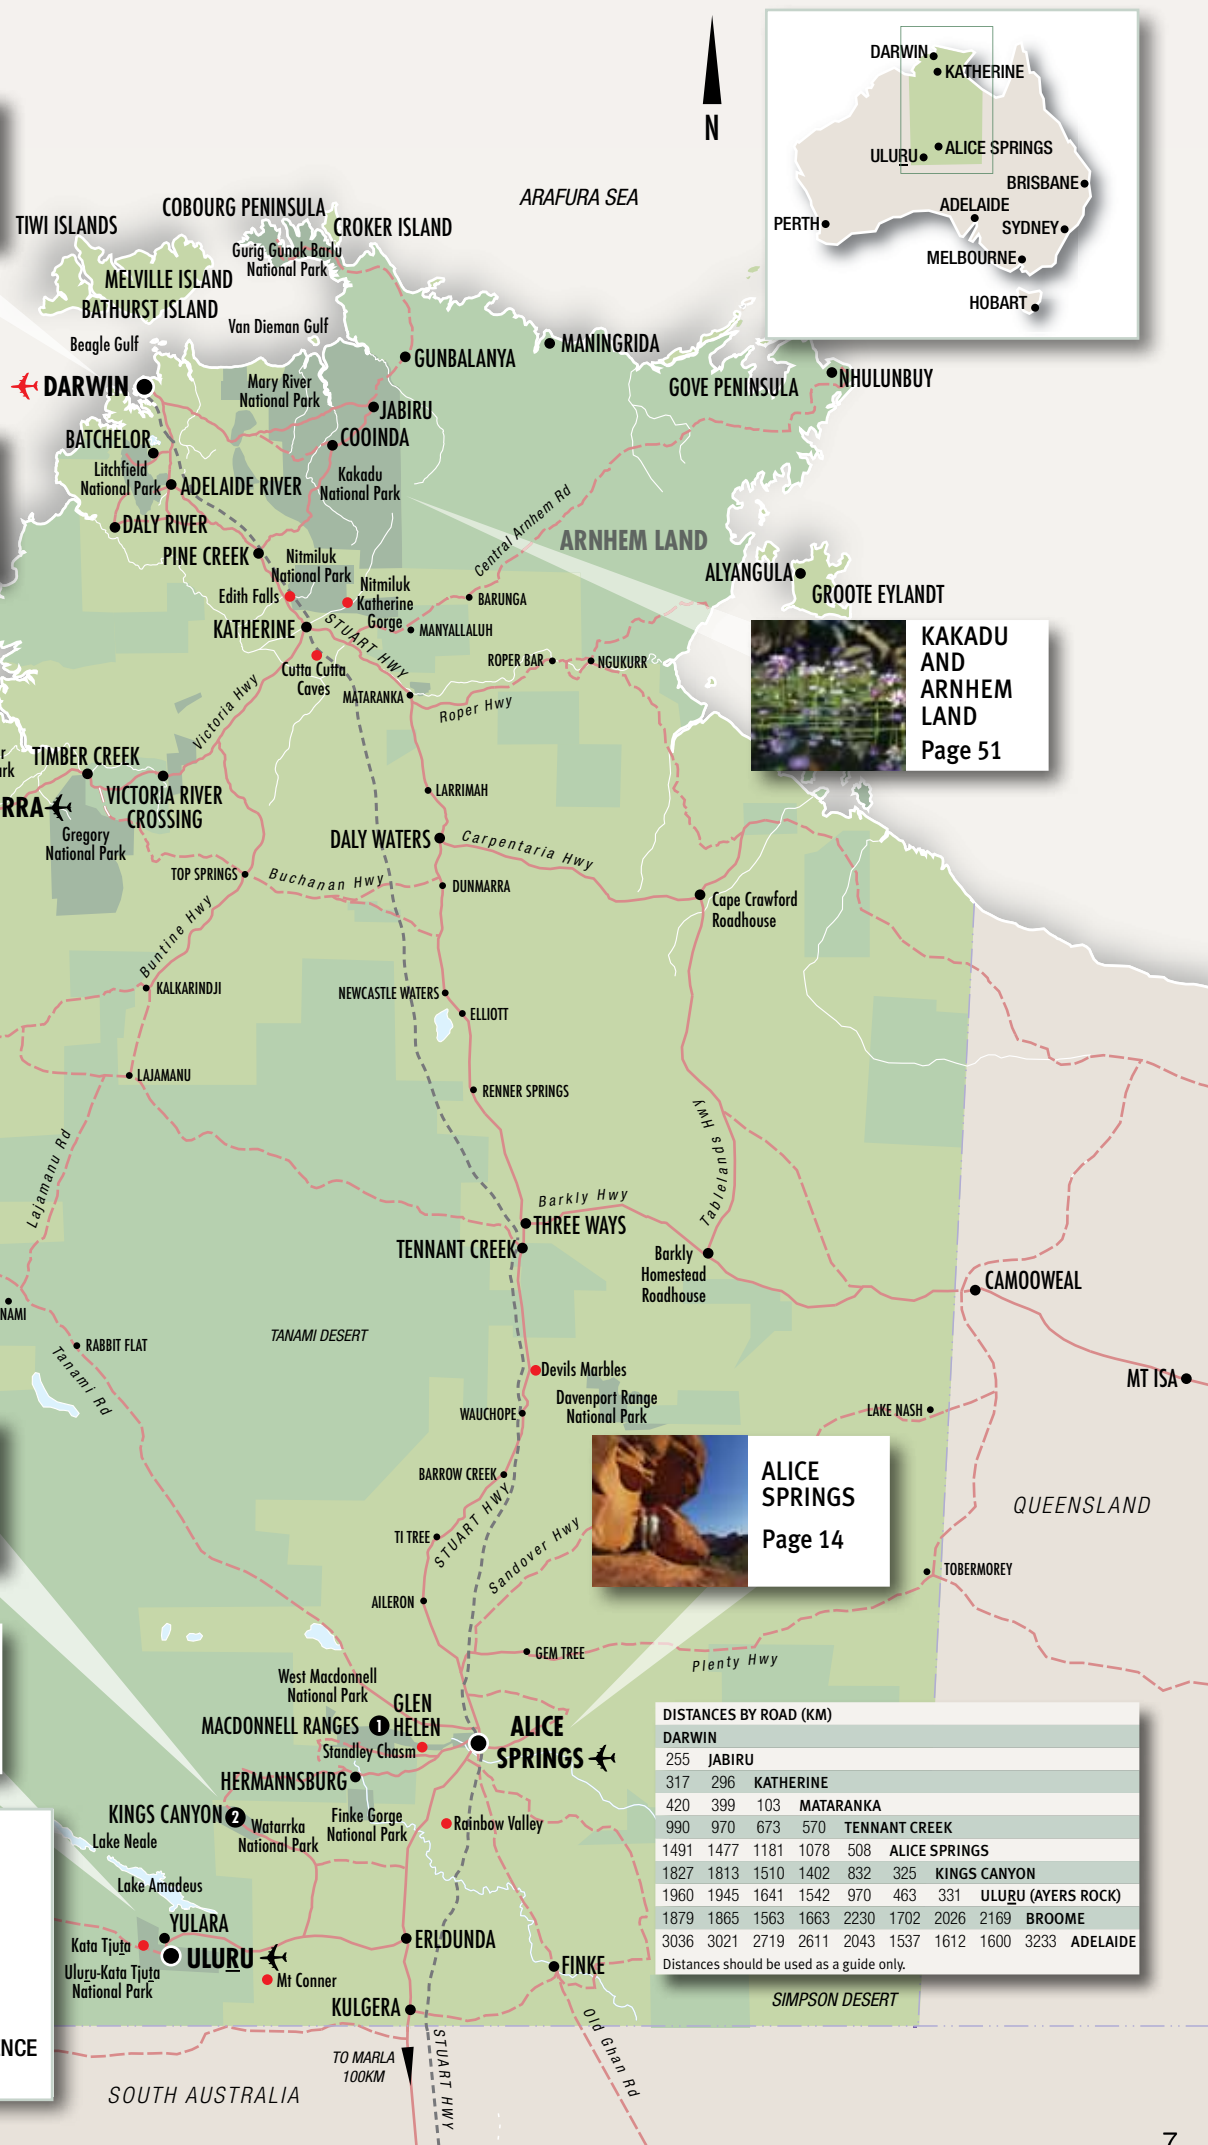 N
DARWIN
KATHERINE
ALICE SPRINGS
ULURU
BRISBANE
ADELAIDE
PERTH
SYDNEY
MELBOURNE
HOBART
ARAFURA SEA
COBOURG PENINSULA
TIWI ISLANDS
CROKER ISLAND
Gurig Gunak Barlu
National Park
MELVILLE ISLAND
BATHURST ISLAND
Van Dieman Gulf
Beagle Gulf
MANINGRIDA
GUNBALANYA
NHULUNBUY
GOVE PENINSULA
DARWIN
Mary River
National Park
JABIRU
BATCHELOR
COOINDA
Litchfield
National Park
Kakadu
National Park
ADELAIDE RIVER
Central Arnhem Rd
DALY RIVER
ARNHEM LAND
PINE CREEK
Nitmiluk
National Park
ALYANGULA
Edith Falls
Nitmiluk
Katherine
Gorge
GROOTE EYLANDT
BARUNGA
KATHERINE
STUART HWY
MANYALLALUH
KAKADU
AND
ARNHEM
LAND
Page 51
Cutta Cutta
Caves
ROPER BAR
NGUKURR
MATARANKA
Roper Hwy
Victoria Hwy
r
ark
TIMBER CREEK
VICTORIA RIVER
CROSSING
LARRIMAH
RRA
Gregory
National Park
DALY WATERS
Carpentaria Hwy
TOP SPRINGS
Buchanan Hwy
DUNMARRA
Cape Crawford
Roadhouse
Buntine Hwy
KALKARINDJI
NEWCASTLE WATERS
ELLIOTT
LAJAMANU
RENNER SPRINGS
Lajamanu Rd
Tablelands Hwy
Barkly Hwy
THREE WAYS
TENNANT CREEK
Barkly
Homestead
Roadhouse
CAMOOWEAL
NAMI
TANAMI DESERT
RABBIT FLAT
Tanami Rd
Devils Marbles
MT ISA
Davenport Range
National Park
WAUCHOPE
LAKE NASH
BARROW CREEK
ALICE
SPRINGS
Page 14
QUEENSLAND
STUART HWY
TI TREE
Sandover Hwy
TOBERMOREY
AILERON
GEM TREE
Plenty Hwy
West Macdonnell
National Park
GLEN
HELEN
MACDONNELL RANGES
1
Standley Chasm
ALICE
SPRINGS
HERMANNSBURG
KINGS CANYON
2
Watarrka
National Park
Finke Gorge
National Park
Rainbow Valley
Lake Neale
Lake Amadeus
YULARA
Kata Tjuta
ULURU
Uluru-Kata Tjuta
National Park
Mt Conner
ERLDUNDA
FINKE
KULGERA
DISTANCES BY ROAD (KM)
DARWIN
255 JABIRU
317 296 KATHERINE
420 399 103 MATARANKA
990 970 673 570 TENNANT CREEK
1491 1477 1181 1078 508 ALICE SPRINGS
1827 1813 1510 1402 832 325 KINGS CANYON
1960 1945 1641 1542 970 463 331 ULURU (AYERS ROCK)
1879 1865 1563 1663 2230 1702 2026 2169 BROOME
3036 3021 2719 2611 2043 1537 1612 1600 3233 ADELAIDE
Distances should be used as a guide only.
SIMPSON DESERT
Old Ghan Rd
STUART HWY
TO MARLA
100KM
NCE
SOUTH AUSTRALIA
7